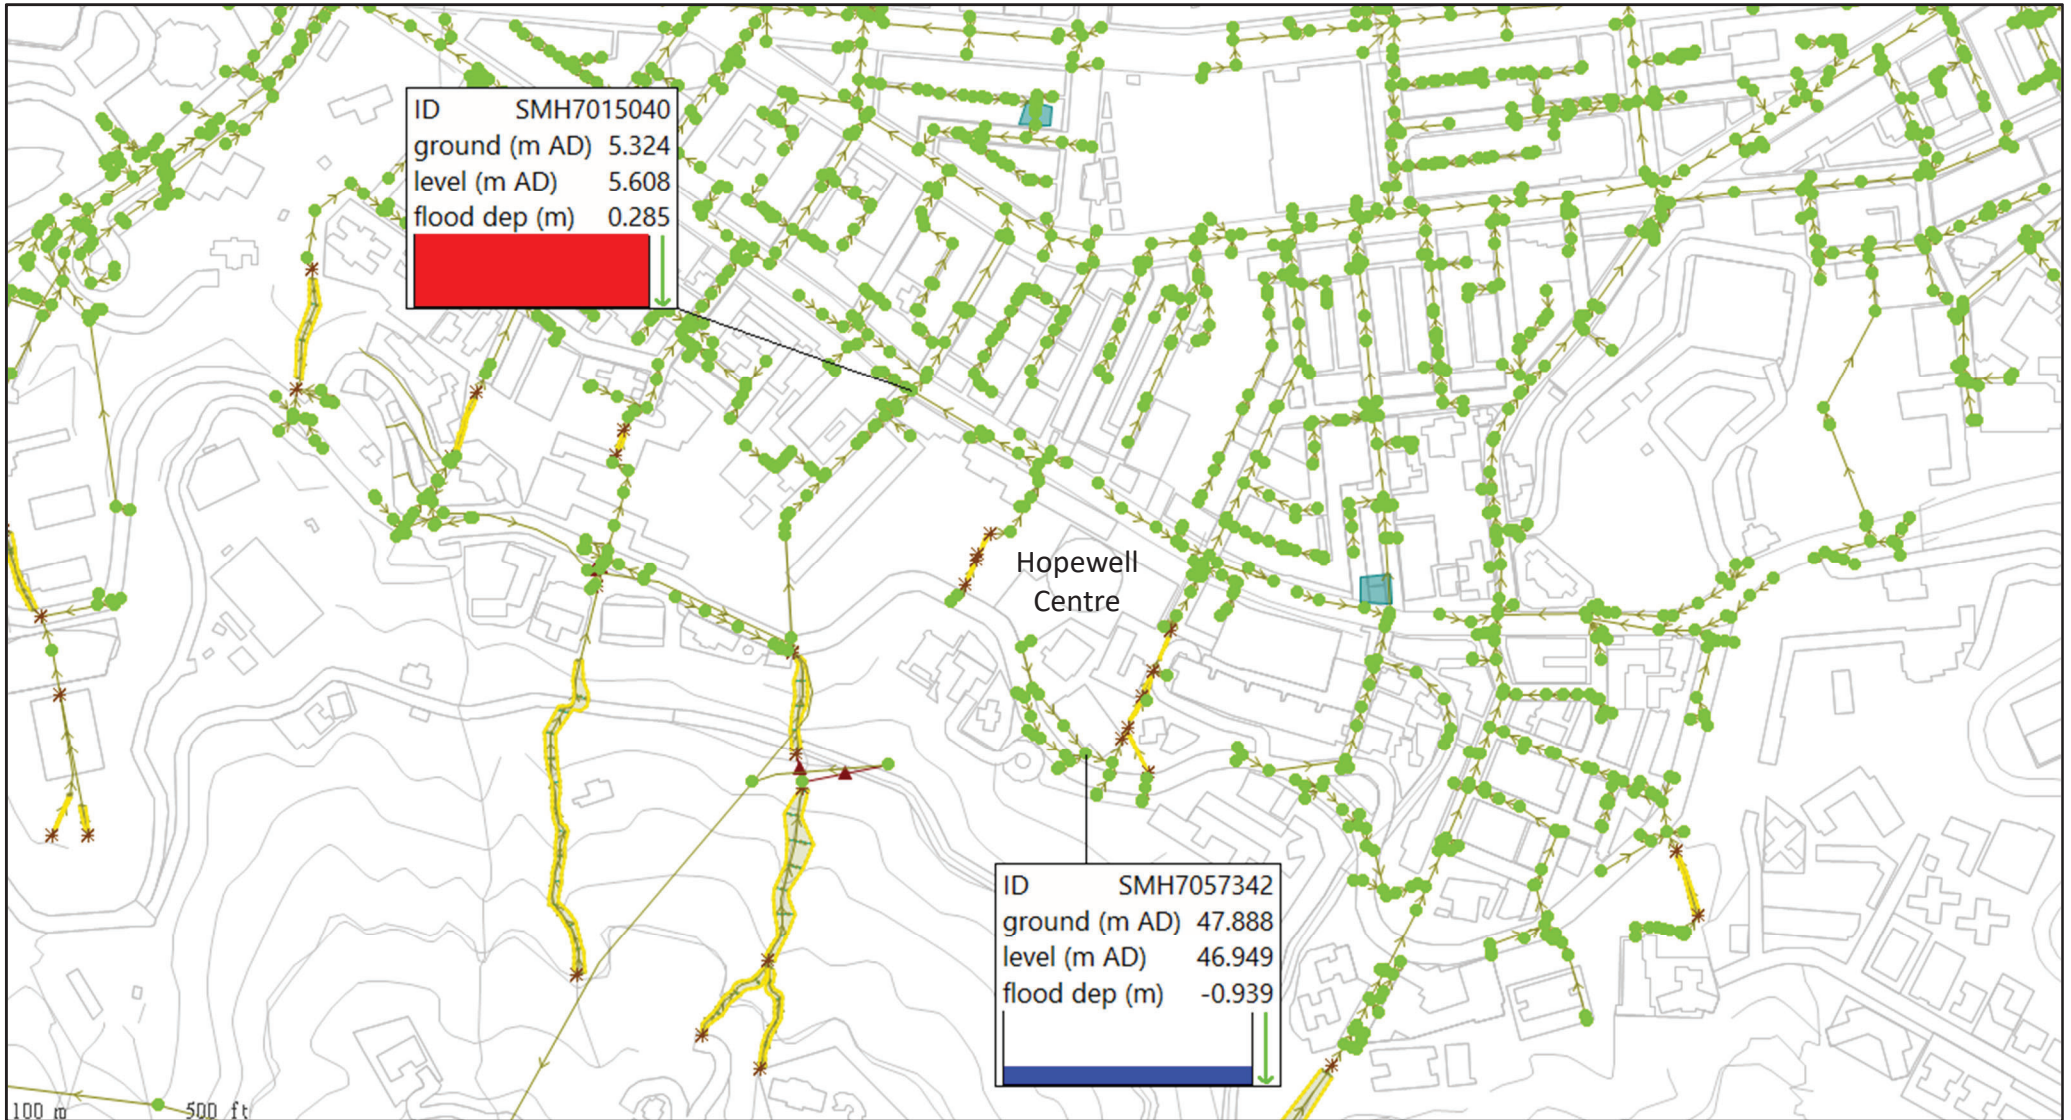 ID SMH7015040
ground (m AD) 5.324
level (m AD) 5.608
flood dep (m) 0.285
Hopewell
Centre
ID SMH7057342
ground (m AD) 47.888
level (m AD) 46.949
flood dep (m) -0.939
100 m 500 ft